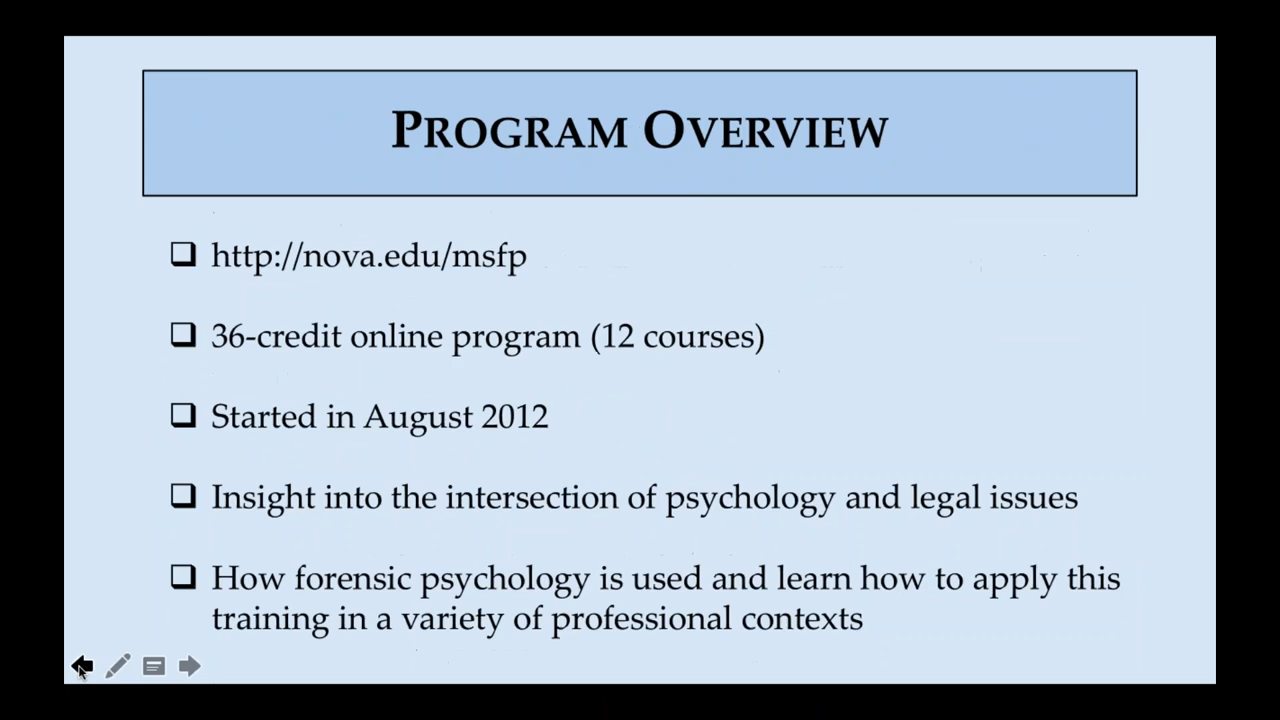 PROGRAM OVERVIEW
http://nova.edu/msfp
36-credit online program (12 courses)
Started in August 2012
Insight into the intersection of psychology and legal issues
How forensic psychology is used and learn how to apply this
training in a variety of professional contexts